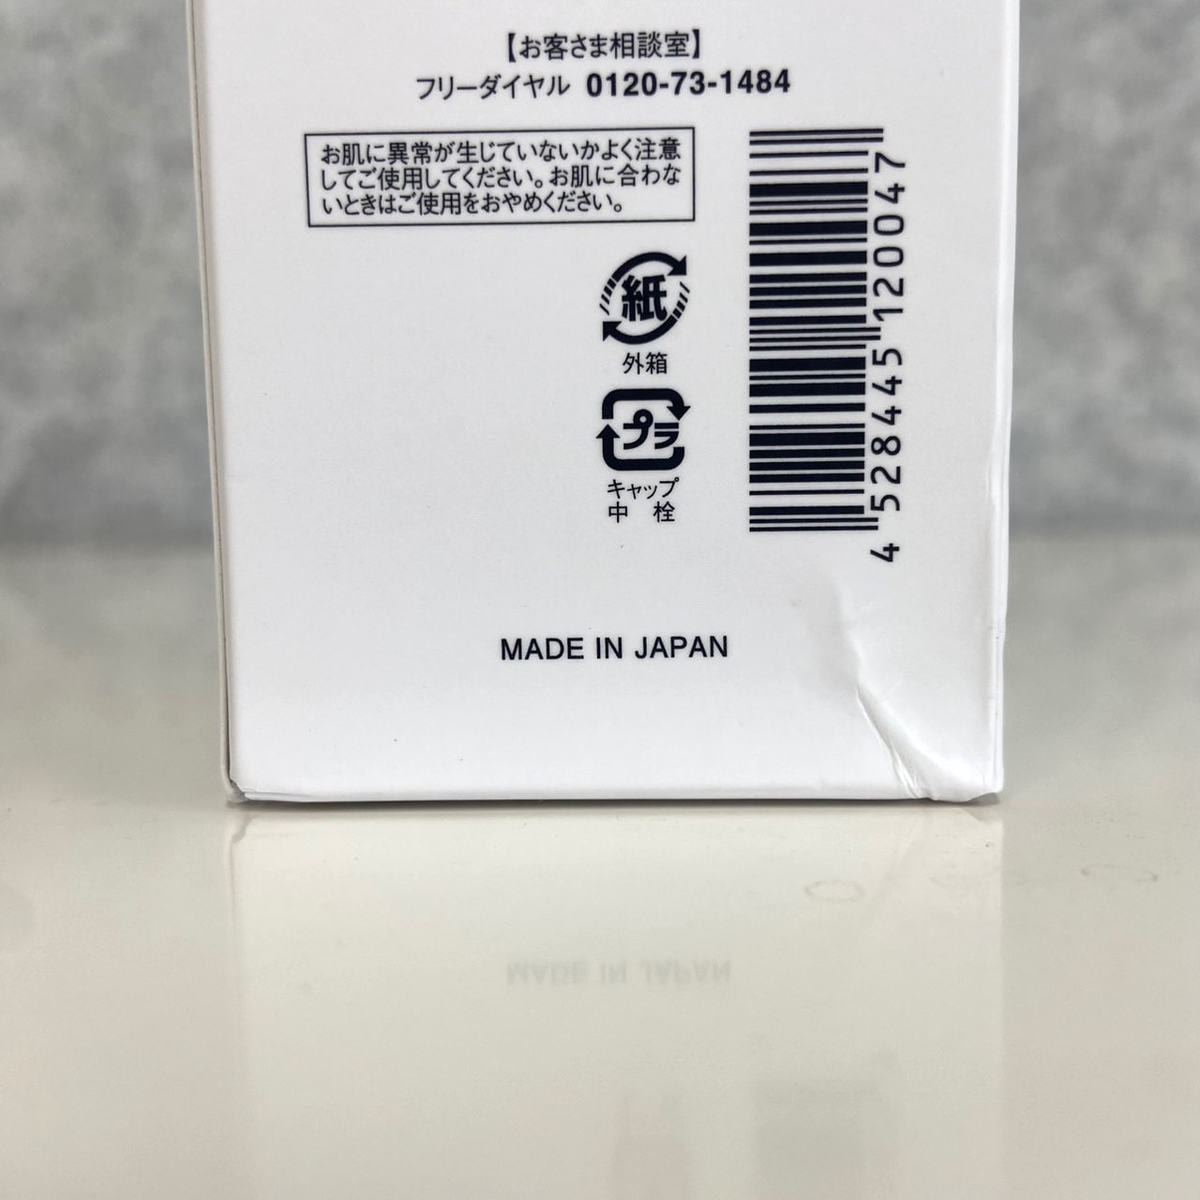 【お客さま相談室】
フリーダイヤル 0120-73-1484
お肌に異常が生じていないかよく注意
してご使用してください。お肌に合わな
いときはご使用をおやめください。
紙
外箱
プラ
キャップ
中 栓
4 528445 120047
MADE IN JAPAN